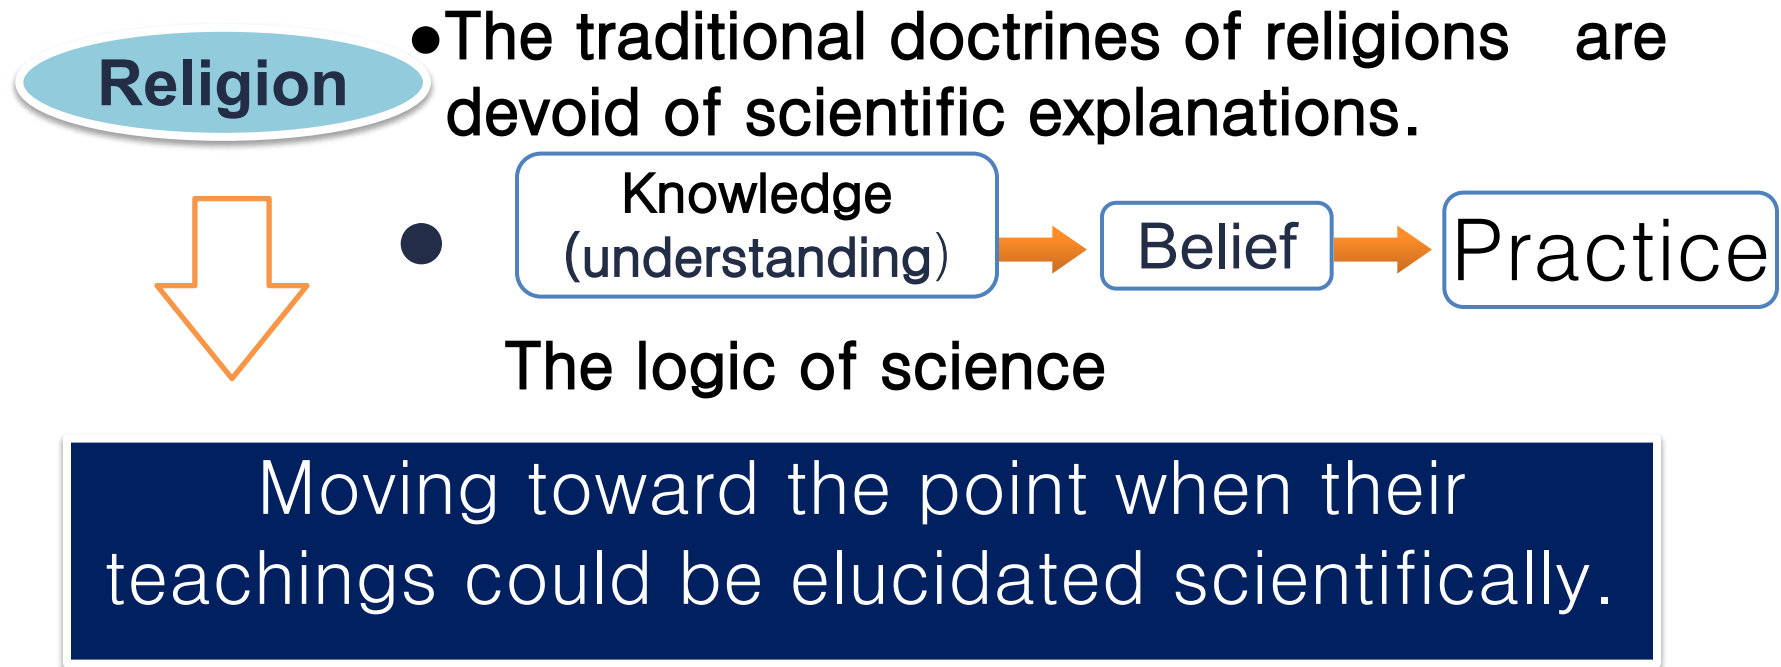 Religion
●The traditional doctrines of religions are
devoid of scientific explanations.
● Knowledge
(understanding)
Belief
Practice
The logic of science
Moving toward the point when their
teachings could be elucidated scientifically.